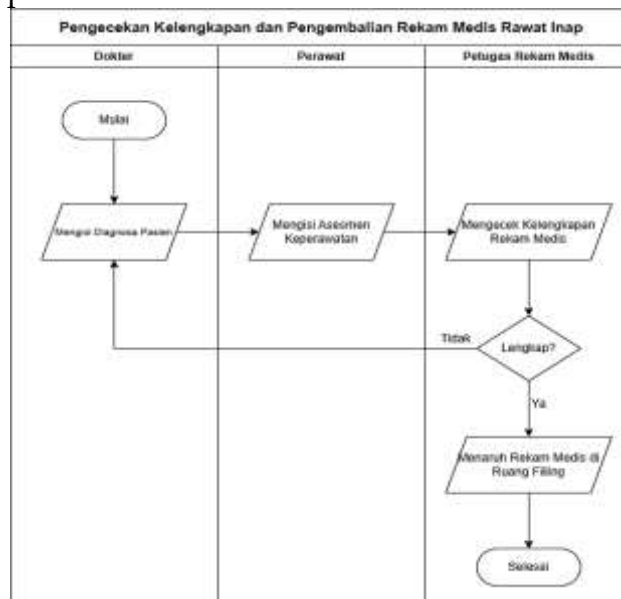 Pengecekan Kelengkapan dan Pengembalian Rekam Medis Rawat Inap
Dokter
Perawat
Petugas Rekam Medis
Mulai
Mengisi Diagnosa Pasien
Mengisi Asesmen
Keperawatan
Mengecek Kelengkapan
Rekam Medis
Tidak
Lengkap?
Ya
Menaruh Rekam Medis di
Ruang Filling
Selesai